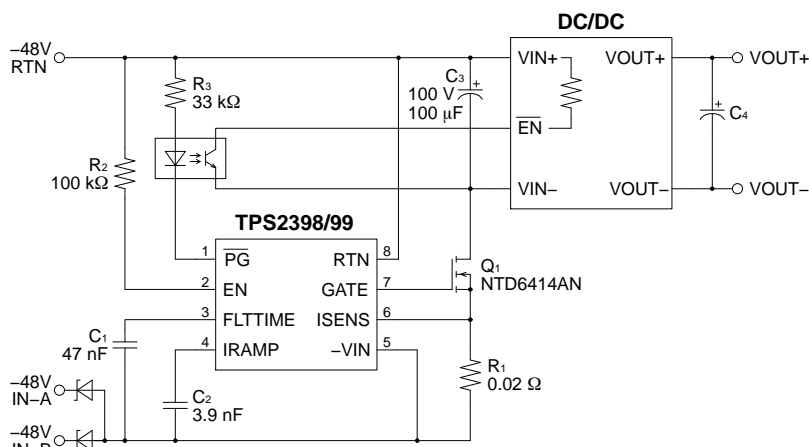 DC/DC
−48V
RTN
VIN+
VOUT+
VOUT+
R3
33 kΩ
C3
100 V
100 µF
+
EN
C4
+
R2
100 kΩ
VIN−
VOUT−
VOUT−
TPS2398/99
1
PG
RTN
8
2
EN
GATE
7
Q1
NTD6414AN
3
FLTTIME
ISENS
6
C1
47 nF
4
IRAMP
−VIN
5
R1
0.02 Ω
−48V
IN−A
C2
3.9 nF
−48V